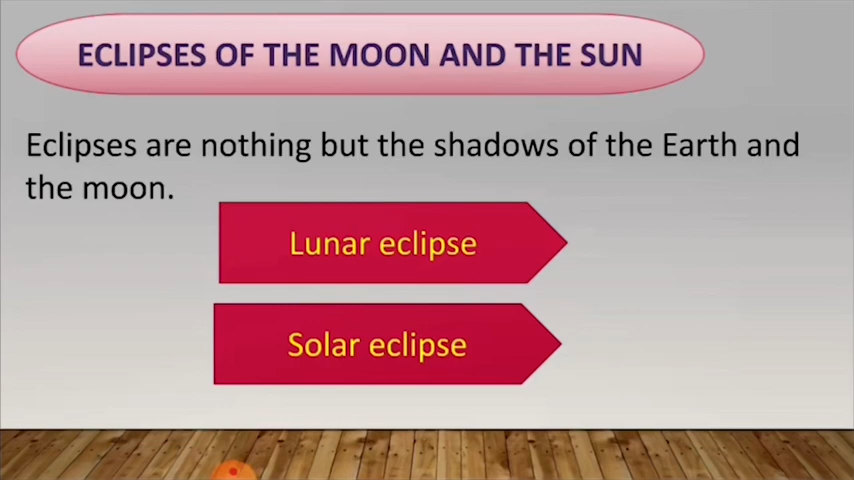 ECLIPSES OF THE MOON AND THE SUN
Eclipses are nothing but the shadows of the Earth and
the moon.
Lunar eclipse
Solar eclipse